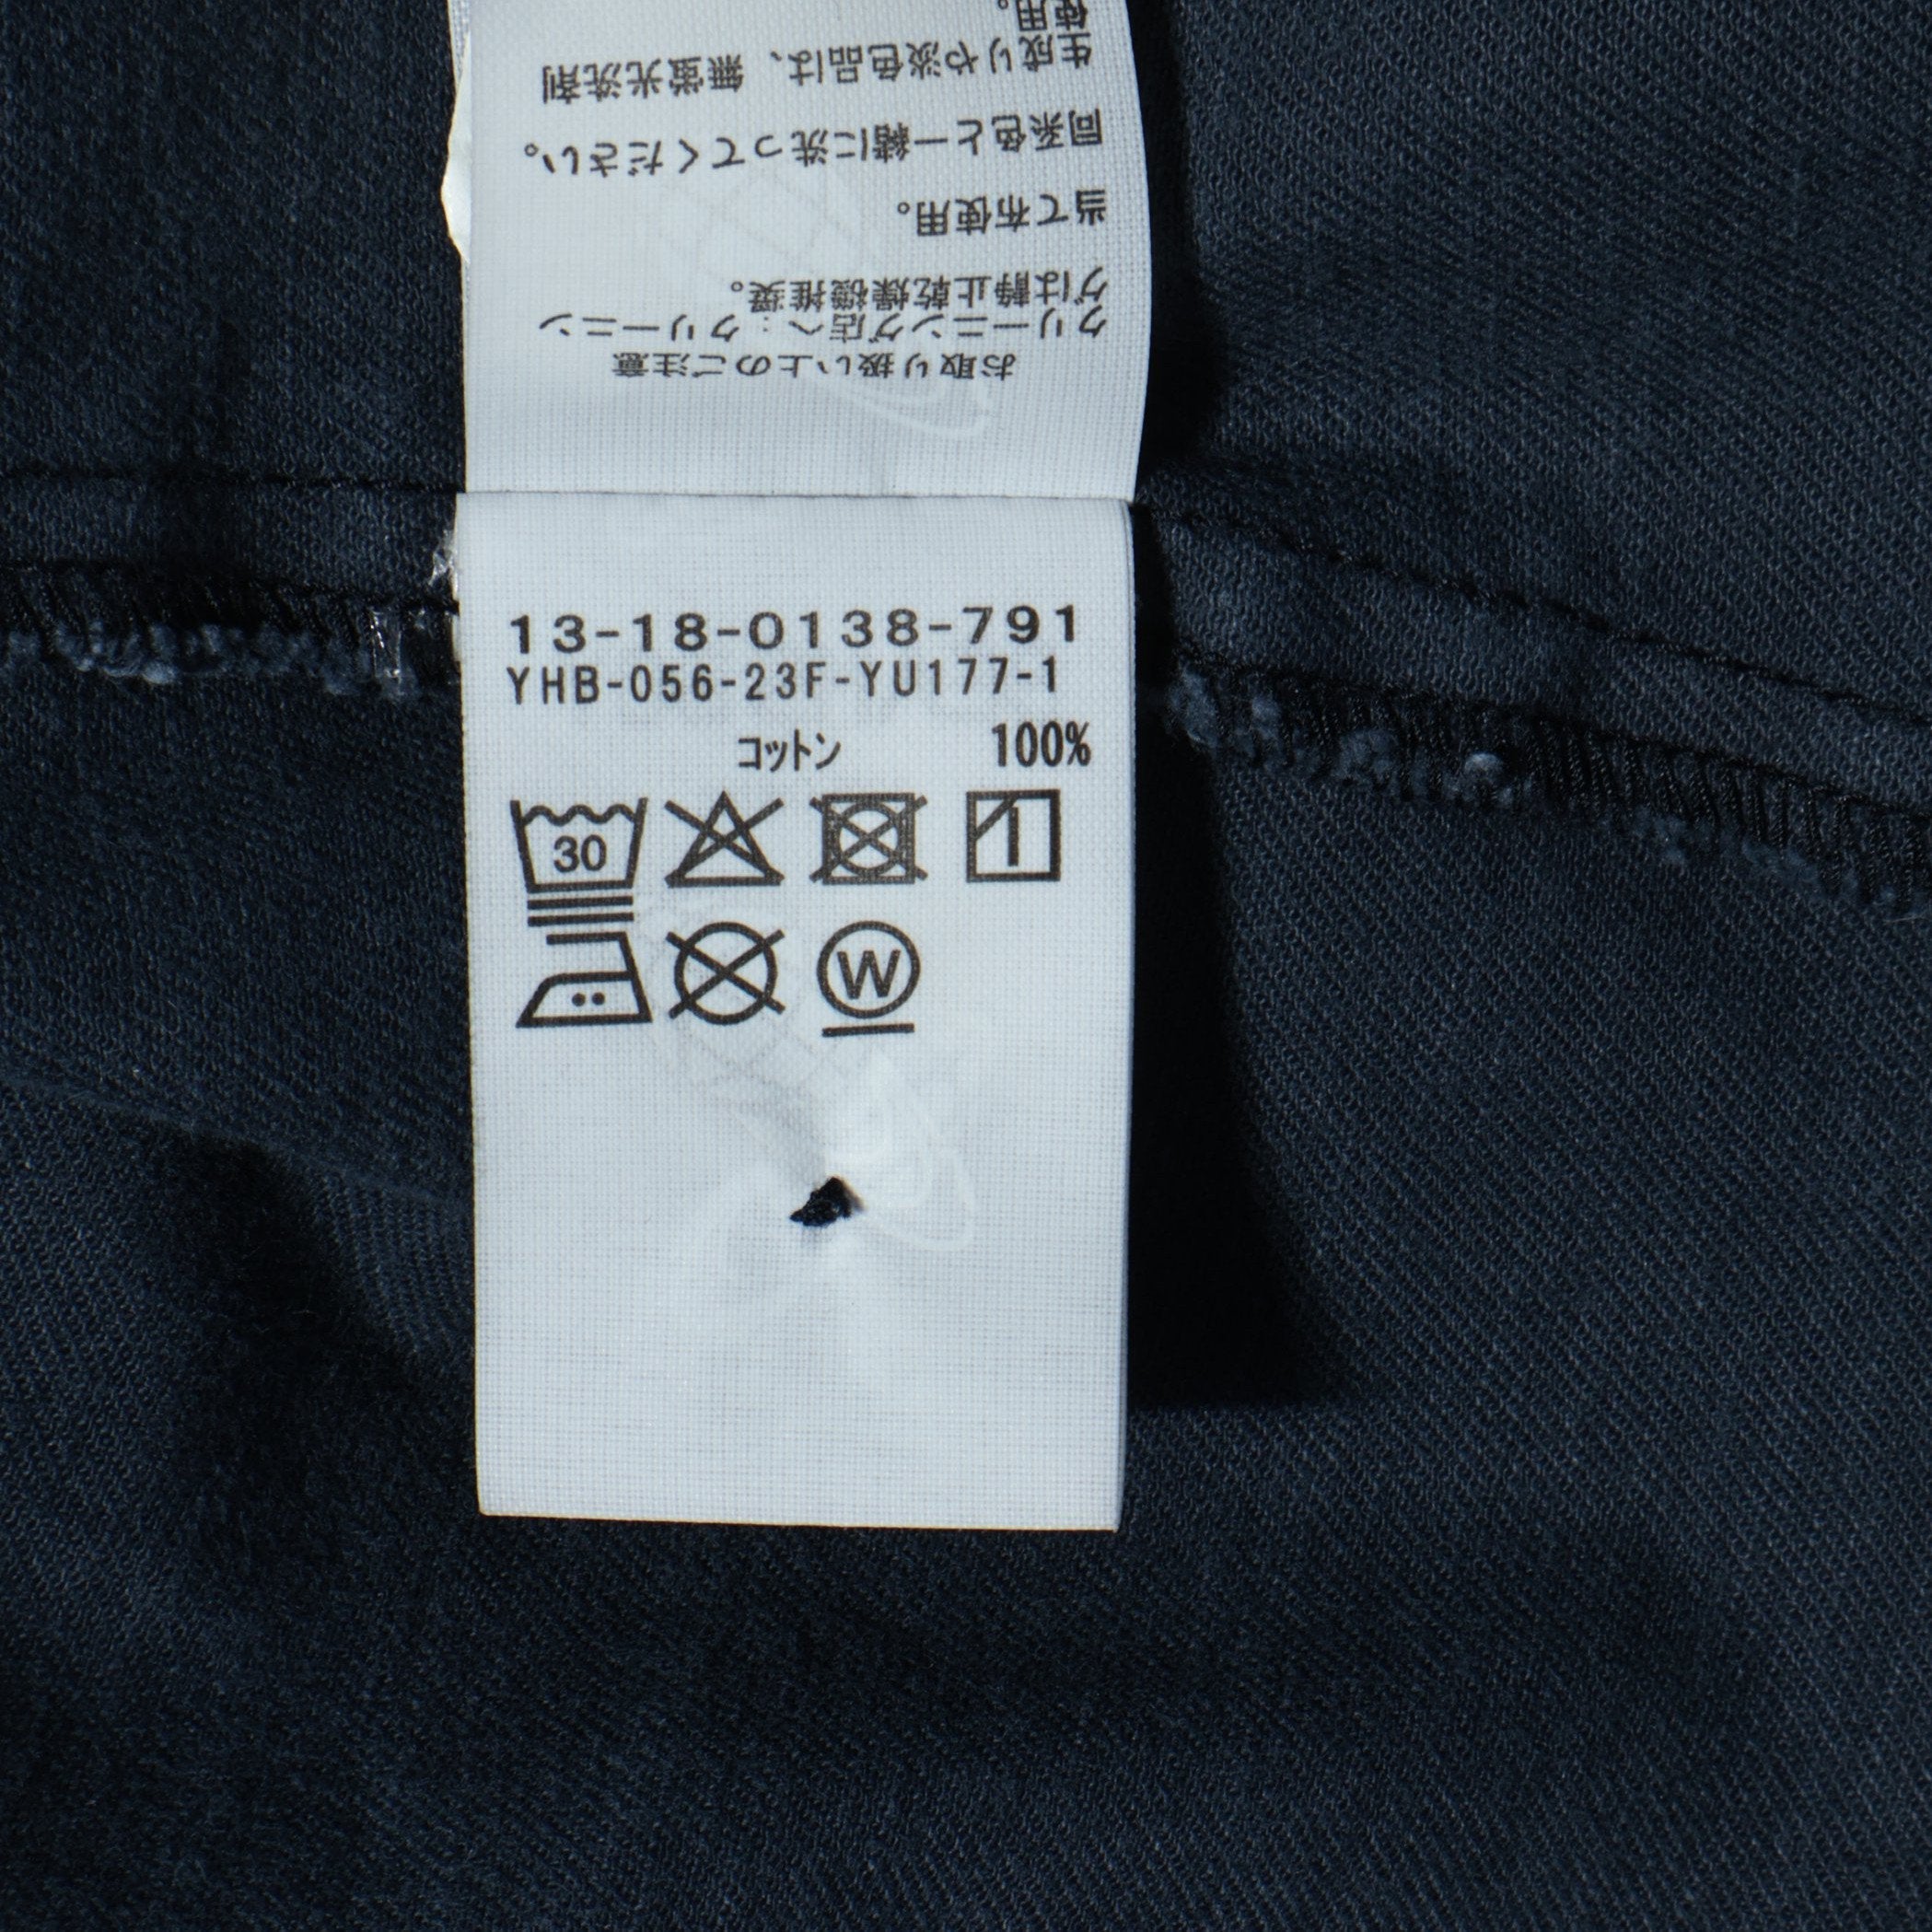 お取り扱い上のご注意
クリーニング店へ：クリーニン
グは静止乾燥機推奨。
当て布使用。
同系色と一緒に洗ってください。
生成りや淡色品は、無蛍光洗剤
使用。
13-18-0138-791
YHB-056-23F-YU177-1
コットン 100%
30
W